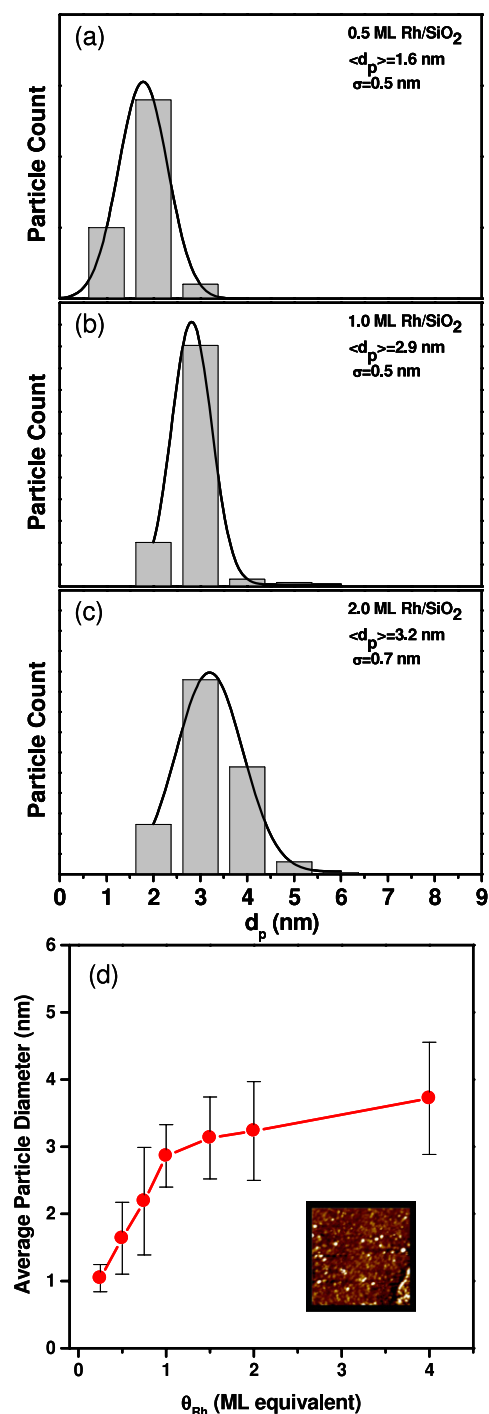 (a)
0.5 ML Rh/SiO₂
<dₚ>=1.6 nm
σ=0.5 nm
Particle Count
(b)
1.0 ML Rh/SiO₂
<dₚ>=2.9 nm
σ=0.5 nm
Particle Count
(c)
2.0 ML Rh/SiO₂
<dₚ>=3.2 nm
σ=0.7 nm
Particle Count
0 1 2 3 4 5 6 7 8 9
dₚ (nm)
(d)
6
5
4
3
2
1
0
Average Particle Diameter (nm)
0 1 2 3 4
θRh (ML equivalent)